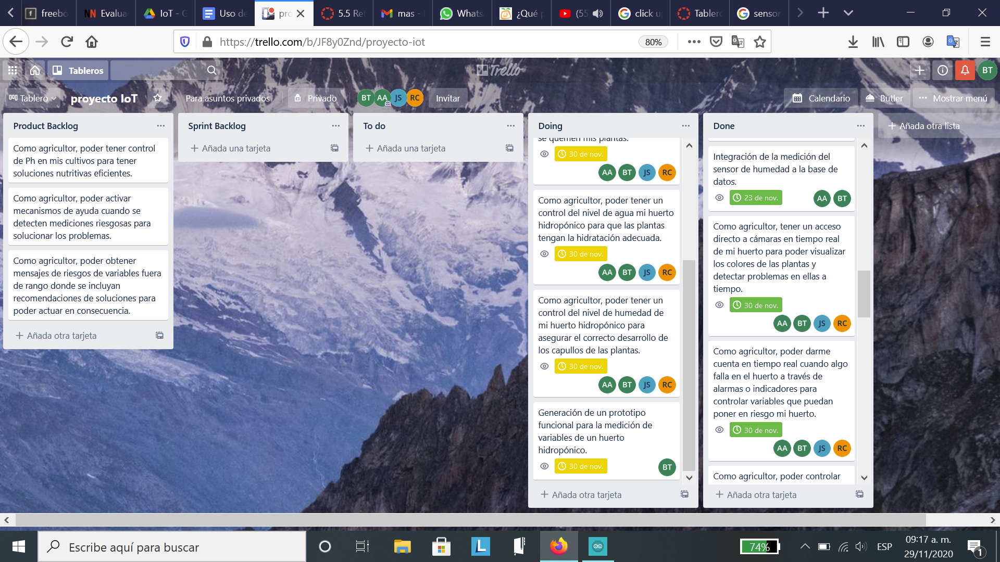 freebo
Evalua
IoT - G
Uso de
pro
5.5 Ret
mas -
Whats
¿Qué p
(55
click u
Tabler
sensor
https://trello.com/b/JF8y0Znd/proyecto-iot
80%
Tableros
Trello
BT
Tablero
proyecto IoT
Para asuntos privados
Privado
BT AA JS RC
Invitar
Calendario
Butler
Mostrar menú
Product Backlog
Como agricultor, poder tener control
de Ph en mis cultivos para tener
soluciones nutritivas eficientes.
Como agricultor, poder activar
mecanismos de ayuda cuando se
detecten mediciones riesgosas para
solucionar los problemas.
Como agricultor, poder obtener
mensajes de riesgos de variables fuera
de rango donde se incluyan
recomendaciones de soluciones para
poder actuar en consecuencia.
Añada otra tarjeta
Sprint Backlog
Añada una tarjeta
To do
Añada una tarjeta
Doing
se quemen mis plantas.
30 de nov.
AA BT JS RC
Como agricultor, poder tener un
control del nivel de agua mi huerto
hidropónico para que las plantas
tengan la hidratación adecuada.
30 de nov.
AA BT JS RC
Como agricultor, poder tener un
control del nivel de humedad de
mi huerto hidropónico para
asegurar el correcto desarrollo de
los capullos de las plantas.
30 de nov.
AA BT JS RC
Generación de un prototipo
funcional para la medición de
variables de un huerto
hidropónico.
30 de nov.
BT
Añada otra tarjeta
Done
Integración de la medición del
sensor de humedad a la base de
datos.
23 de nov.
AA BT
Como agricultor, tener un acceso
directo a cámaras en tiempo real
de mi huerto para poder visualizar
los colores de las plantas y
detectar problemas en ellas a
tiempo.
30 de nov.
AA BT JS RC
Como agricultor, poder darme
cuenta en tiempo real cuando algo
falla en el huerto a través de
alarmas o indicadores para
controlar variables que puedan
poner en riesgo mi huerto.
30 de nov.
AA BT JS RC
Como agricultor, poder controlar
Añada otra tarjeta
Añada otra lista
Escribe aquí para buscar
L
74%
ESP
09:17 a. m.
29/11/2020
1